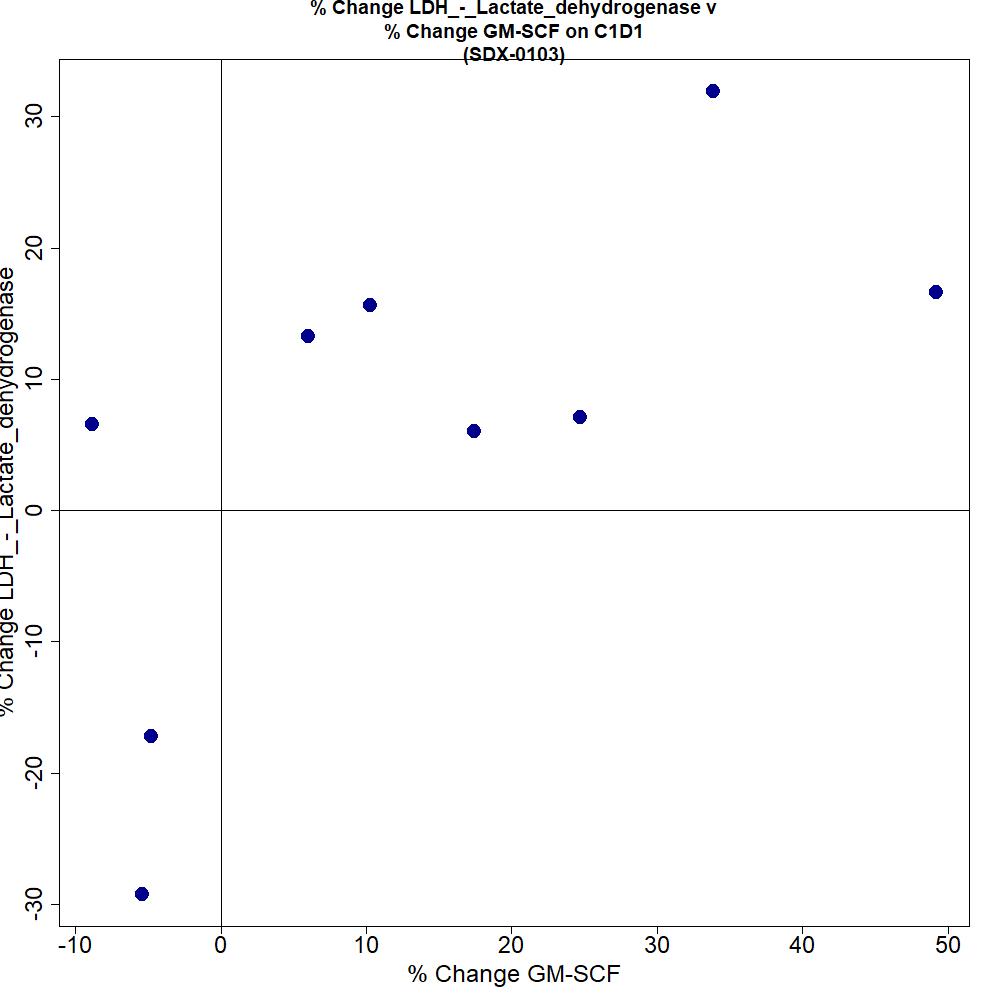 % Change LDH_-_Lactate_dehydrogenase v
% Change GM-SCF on C1D1
(SDX-0103)
% Change LDH_-_Lactate_dehydrogenase
30
20
10
0
-10
-20
-30
-10 0 10 20 30 40 50
% Change GM-SCF